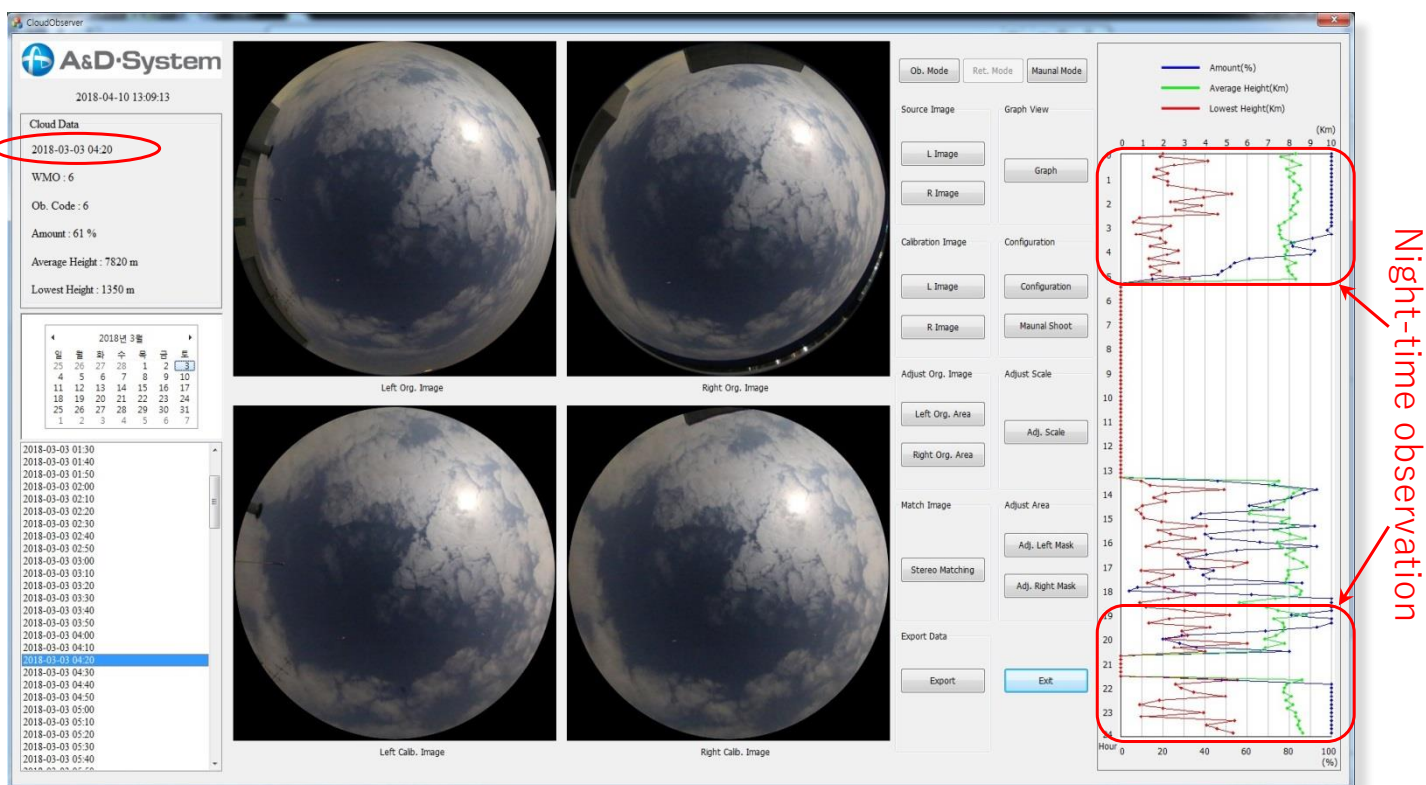 CloudObserver
A&D·System
2018-04-10 13:09:13
Cloud Data
2018-03-03 04:20
WMO : 6
Ob. Code : 6
Amount : 61 %
Average Height : 7820 m
Lowest Height : 1350 m
2018년 3월
일 월 화 수 목 금 토
25 26 27 28 1 2 3
4 5 6 7 8 9 10
11 12 13 14 15 16 17
18 19 20 21 22 23 24
25 26 27 28 29 30 31
1 2 3 4 5 6 7
2018-03-03 01:30
2018-03-03 01:40
2018-03-03 01:50
2018-03-03 02:00
2018-03-03 02:10
2018-03-03 02:20
2018-03-03 02:30
2018-03-03 02:40
2018-03-03 02:50
2018-03-03 03:00
2018-03-03 03:10
2018-03-03 03:20
2018-03-03 03:30
2018-03-03 03:40
2018-03-03 03:50
2018-03-03 04:00
2018-03-03 04:10
2018-03-03 04:20
2018-03-03 04:30
2018-03-03 04:40
2018-03-03 04:50
2018-03-03 05:00
2018-03-03 05:10
2018-03-03 05:20
2018-03-03 05:30
2018-03-03 05:40
Left Org. Image
Right Org. Image
Left Calib. Image
Right Calib. Image
Ob. Mode
Ret. Mode
Maunal Mode
Source Image
L Image
R Image
Graph View
Graph
Calibration Image
L Image
R Image
Configuration
Configuration
Maunal Shoot
Adjust Org. Image
Left Org. Area
Right Org. Area
Adjust Scale
Adj. Scale
Match Image
Stereo Matching
Adjust Area
Adj. Left Mask
Adj. Right Mask
Export Data
Export
Exit
Amount(%)
Average Height(Km)
Lowest Height(Km)
(Km)
0 1 2 3 4 5 6 7 8 9 10
1
2
3
4
5
6
7
8
9
10
11
12
13
14
15
16
17
18
19
20
21
22
23
24
Hour
0 20 40 60 80 100
(%)
Night-time observation